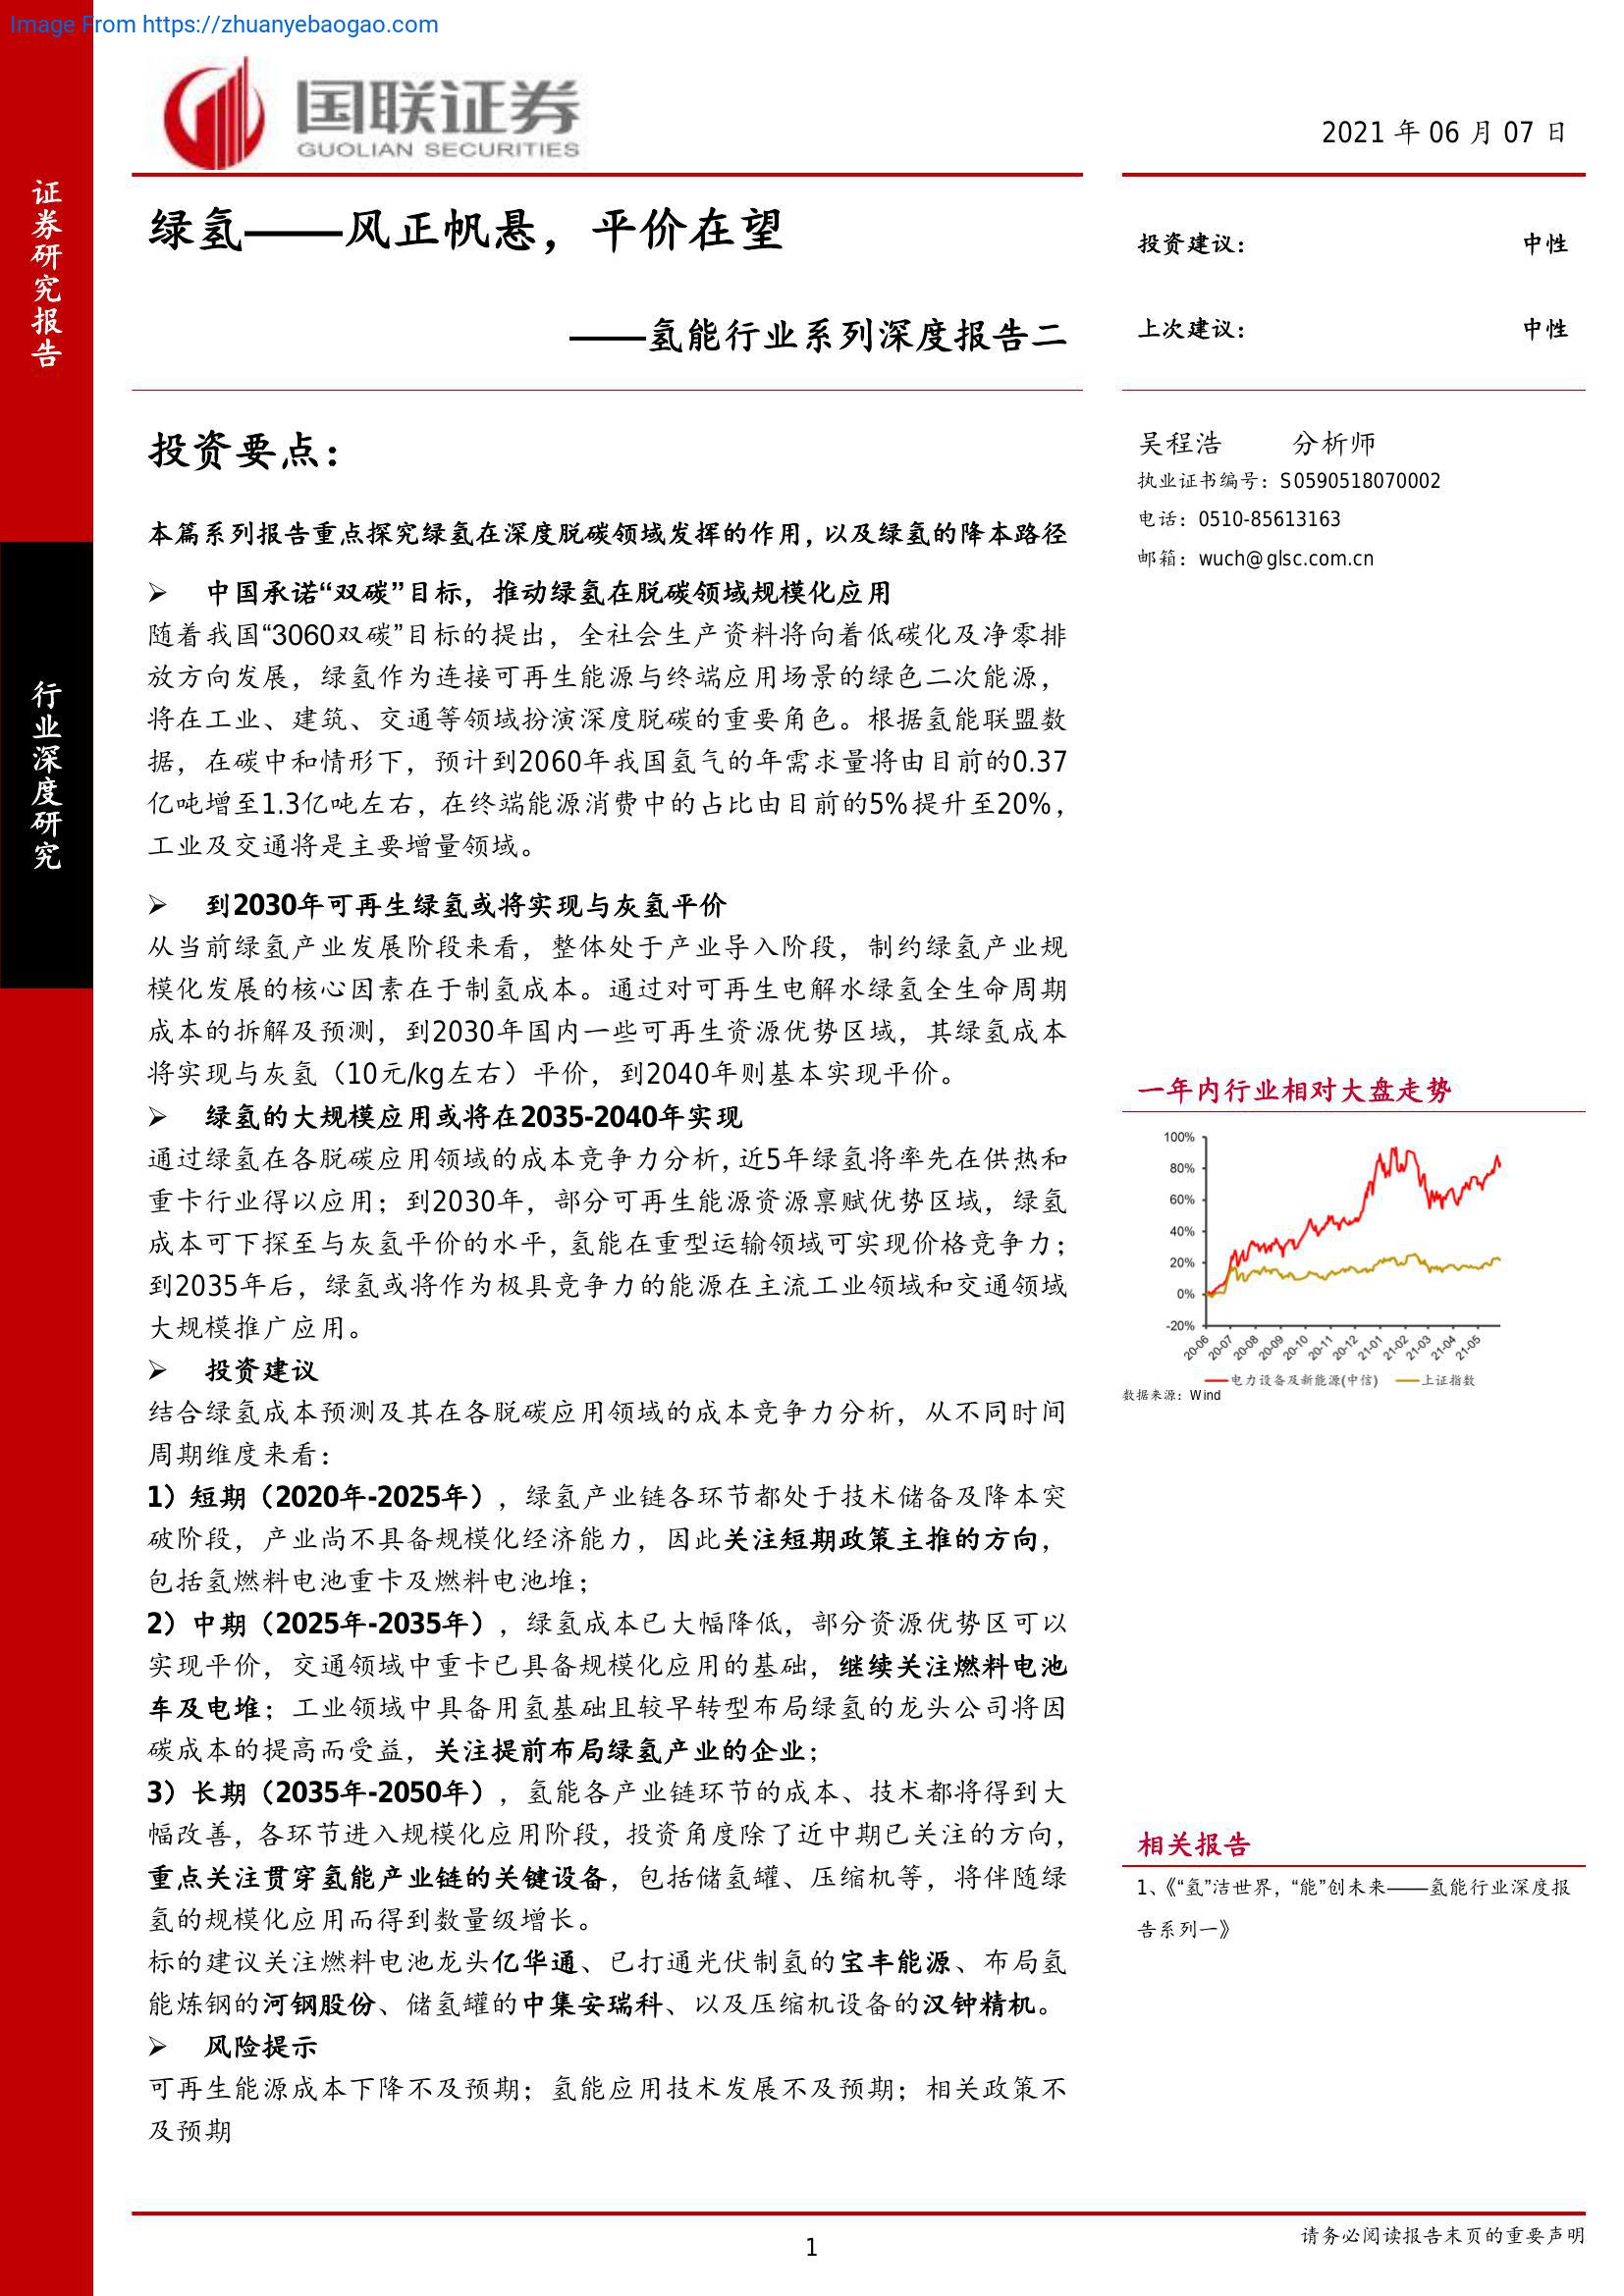 Image From https://zhuanyebaogao.com
国联证券
GUOLIAN SECURITIES
2021 年 06 月 07 日
证券研究报告
行业深度研究
绿氢——风正帆悬，平价在望
——氢能行业系列深度报告二
投资建议： 中性
上次建议： 中性
投资要点：
本篇系列报告重点探究绿氢在深度脱碳领域发挥的作用，以及绿氢的降本路径
➢ 中国承诺“双碳”目标，推动绿氢在脱碳领域规模化应用
随着我国“3060双碳”目标的提出，全社会生产资料将向着低碳化及净零排
放方向发展，绿氢作为连接可再生能源与终端应用场景的绿色二次能源，
将在工业、建筑、交通等领域扮演深度脱碳的重要角色。根据氢能联盟数
据，在碳中和情形下，预计到2060年我国氢气的年需求量将由目前的0.37
亿吨增至1.3亿吨左右，在终端能源消费中的占比由目前的5%提升至20%，
工业及交通将是主要增量领域。
➢ 到2030年可再生绿氢或将实现与灰氢平价
从当前绿氢产业发展阶段来看，整体处于产业导入阶段，制约绿氢产业规
模化发展的核心因素在于制氢成本。通过对可再生电解水绿氢全生命周期
成本的拆解及预测，到2030年国内一些可再生资源优势区域，其绿氢成本
将实现与灰氢（10元/kg左右）平价，到2040年则基本实现平价。
➢ 绿氢的大规模应用或将在2035-2040年实现
通过绿氢在各脱碳应用领域的成本竞争力分析，近5年绿氢将率先在供热和
重卡行业得以应用；到2030年，部分可再生能源资源禀赋优势区域，绿氢
成本可下探至与灰氢平价的水平，氢能在重型运输领域可实现价格竞争力；
到2035年后，绿氢或将作为极具竞争力的能源在主流工业领域和交通领域
大规模推广应用。
➢ 投资建议
结合绿氢成本预测及其在各脱碳应用领域的成本竞争力分析，从不同时间
周期维度来看：
1）短期（2020年-2025年），绿氢产业链各环节都处于技术储备及降本突
破阶段，产业尚不具备规模化经济能力，因此关注短期政策主推的方向，
包括氢燃料电池重卡及燃料电池堆；
2）中期（2025年-2035年），绿氢成本已大幅降低，部分资源优势区可以
实现平价，交通领域中重卡已具备规模化应用的基础，继续关注燃料电池
车及电堆；工业领域中具备用氢基础且较早转型布局绿氢的龙头公司将因
碳成本的提高而受益，关注提前布局绿氢产业的企业；
3）长期（2035年-2050年），氢能各产业链环节的成本、技术都将得到大
幅改善，各环节进入规模化应用阶段，投资角度除了近中期已关注的方向，
重点关注贯穿氢能产业链的关键设备，包括储氢罐、压缩机等，将伴随绿
氢的规模化应用而得到数量级增长。
标的建议关注燃料电池龙头亿华通、已打通光伏制氢的宝丰能源、布局氢
能炼钢的河钢股份、储氢罐的中集安瑞科、以及压缩机设备的汉钟精机。
➢ 风险提示
可再生能源成本下降不及预期；氢能应用技术发展不及预期；相关政策不
及预期
吴程浩 分析师
执业证书编号：S0590518070002
电话：0510-85613163
邮箱：wuch@glsc.com.cn
一年内行业相对大盘走势
100%
80%
60%
40%
20%
0%
-20%
20-06 20-07 20-08 20-09 20-10 20-11 20-12 21-01 21-02 21-03 21-04 21-05
电力设备及新能源(中信) 上证指数
数据来源：Wind
相关报告
1、《“氢”洁世界，“能”创未来——氢能行业深度报
告系列一》
1
请务必阅读报告末页的重要声明